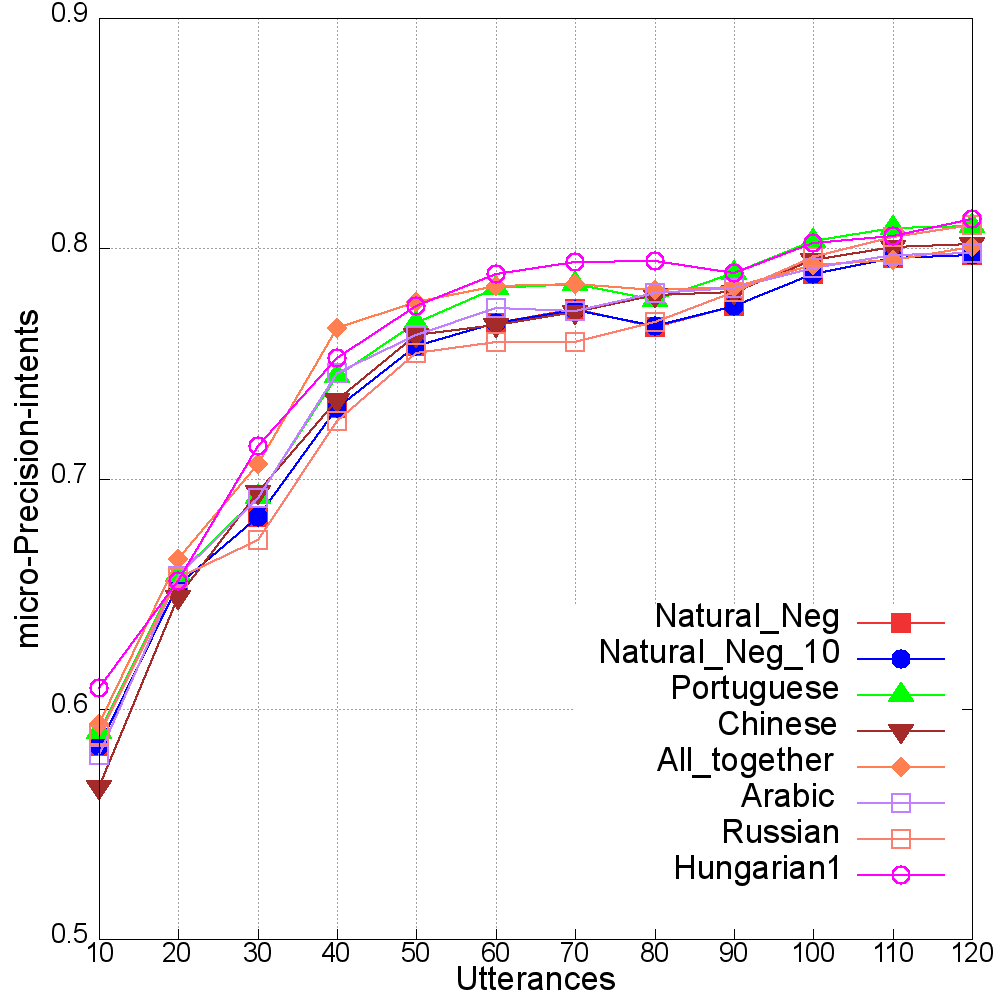 0.9
0.8
0.7
0.6
0.5
micro-Precision-intents
Natural_Neg
Natural_Neg_10
Portuguese
Chinese
All_together
Arabic
Russian
Hungarian1
10 20 30 40 50 60 70 80 90 100 110 120
Utterances